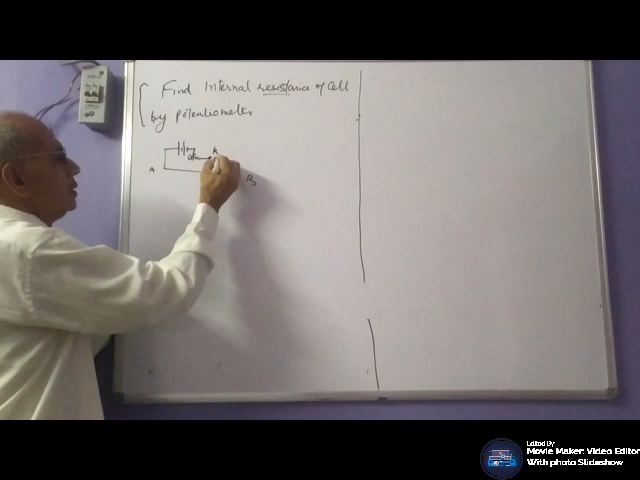 Find Internal resistance of Cell
by potentiometer
K
A
B
Edited By
Movie Maker: Video Editor
With photo Slideshow